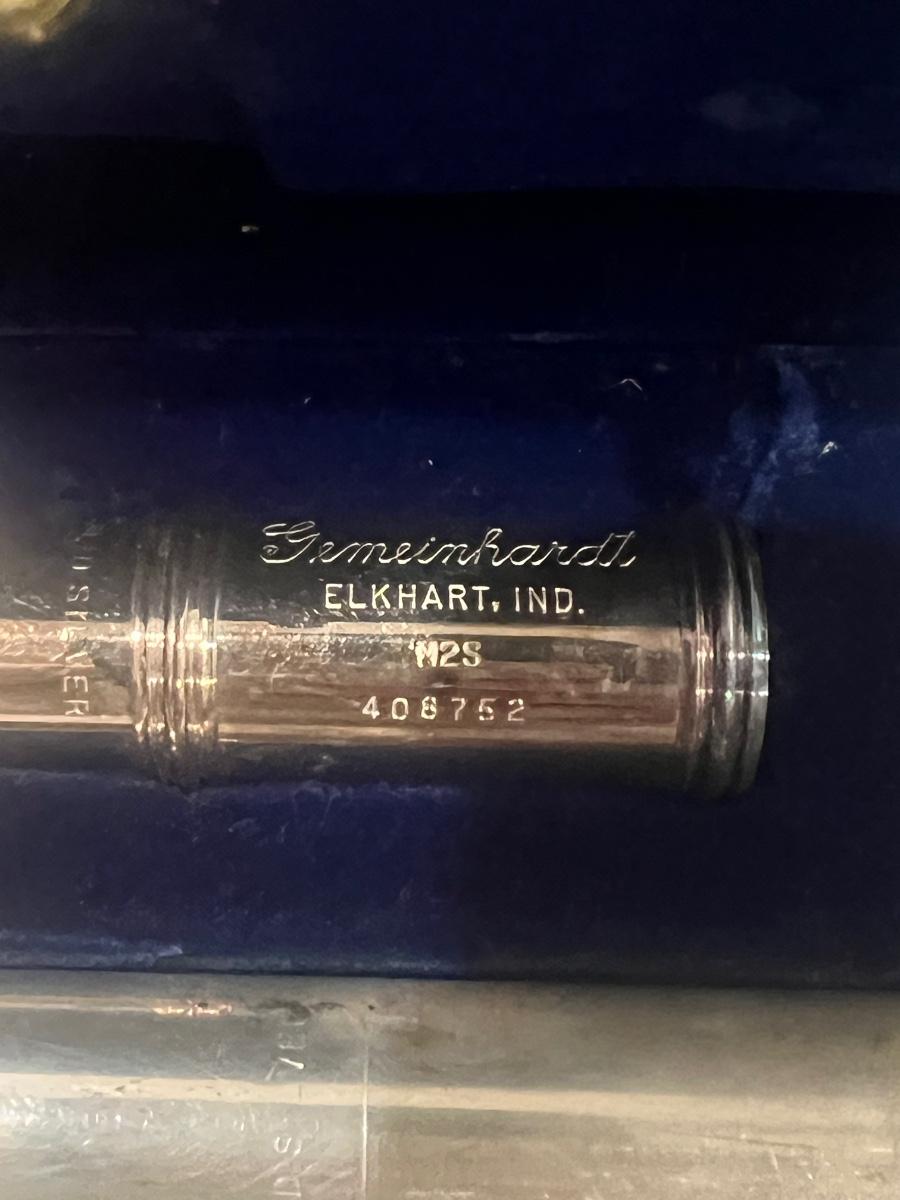 Gemeinhardt
ELKHART, IND.
M2S
408752